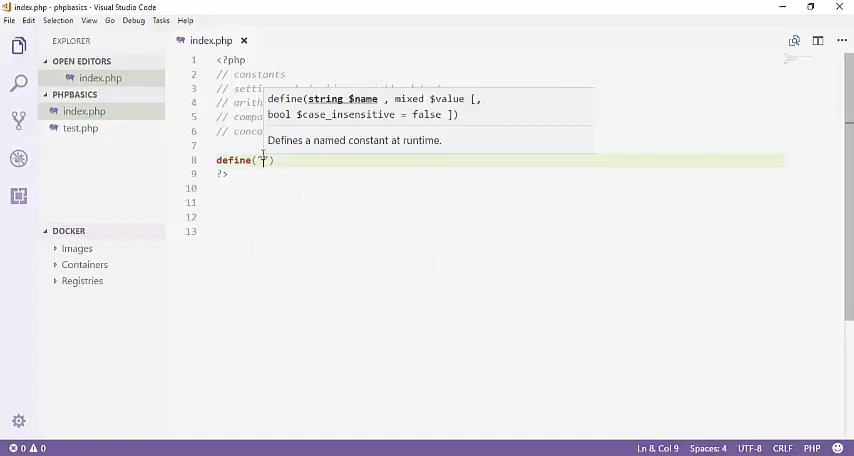 index.php - phpbasics - Visual Studio Code
File Edit Selection View Go Debug Tasks Help
EXPLORER
OPEN EDITORS
index.php
PHPBASICS
index.php
test.php
DOCKER
Images
Containers
Registries
index.php
1 <?php
2 // constants
3
define(string $name , mixed $value [,
4 // arith
bool $case_insensitive = false ])
5 // compa
6 // conca
Defines a named constant at runtime.
7
8 define("")
9 ?>
10
11
12
13
0 0
Ln 8, Col 9 Spaces: 4 UTF-8 CRLF PHP